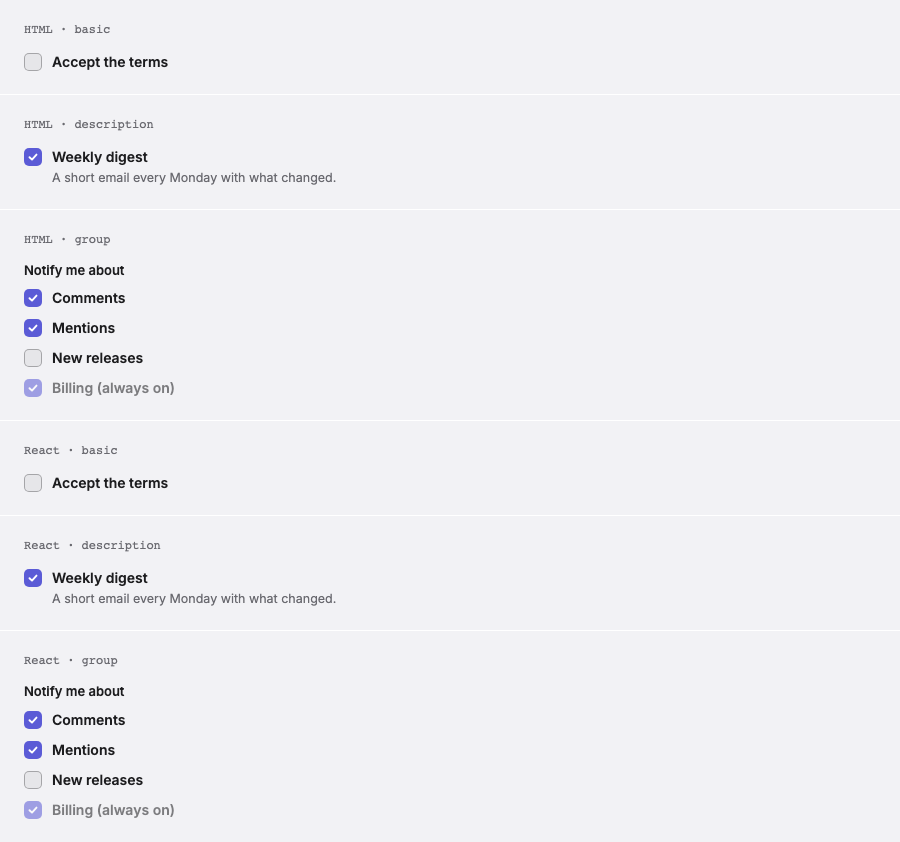 HTML · basic
Accept the terms
HTML · description
Weekly digest
A short email every Monday with what changed.
HTML · group
Notify me about
Comments
Mentions
New releases
Billing (always on)
React · basic
Accept the terms
React · description
Weekly digest
A short email every Monday with what changed.
React · group
Notify me about
Comments
Mentions
New releases
Billing (always on)